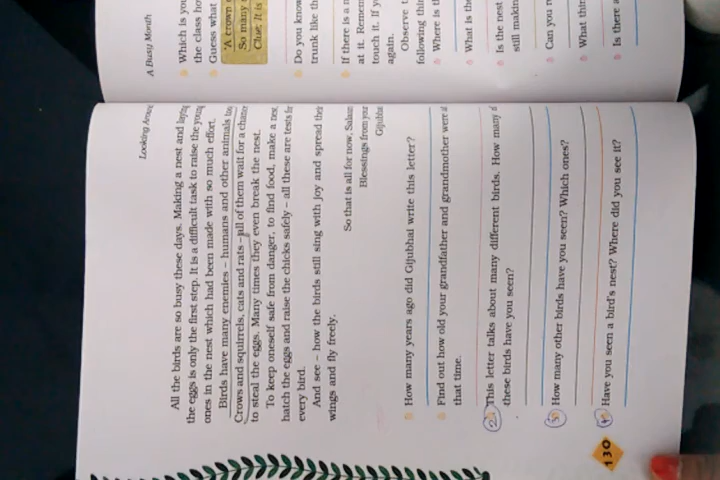 Looking Around
All the birds are so busy these days. Making a nest and laying
the eggs is only the first step. It is a difficult task to raise the young
ones in the nest which had been made with so much effort.
Birds have many enemies – humans and other animals too.
Crows and squirrels, cats and rats – all of them wait for a chance
to steal the eggs. Many times they even break the nest.
To keep oneself safe from danger, to find food, make a nest,
hatch the eggs and raise the chicks safely – all these are tests for
every bird.
And see – how the birds still sing with joy and spread their
wings and fly freely.
So that is all for now, Salaam
Blessings from your
Gijubhai
How many years ago did Gijubhai write this letter?
Find out how old your grandfather and grandmother were at
that time.
2 This letter talks about many different birds. How many of
these birds have you seen?
3 How many other birds have you seen? Which ones?
4 Have you seen a bird's nest? Where did you see it?
130
A Busy Month
Which is you
the class ho
Guess what
'A crown
So many
Clue, It is
Do you know
trunk like th
If there is a n
at it. Remem
touch it. If y
again.
Observe t
following thin
Where is th
What is the
Is the nest
still makin
Can you
What thin
Is there